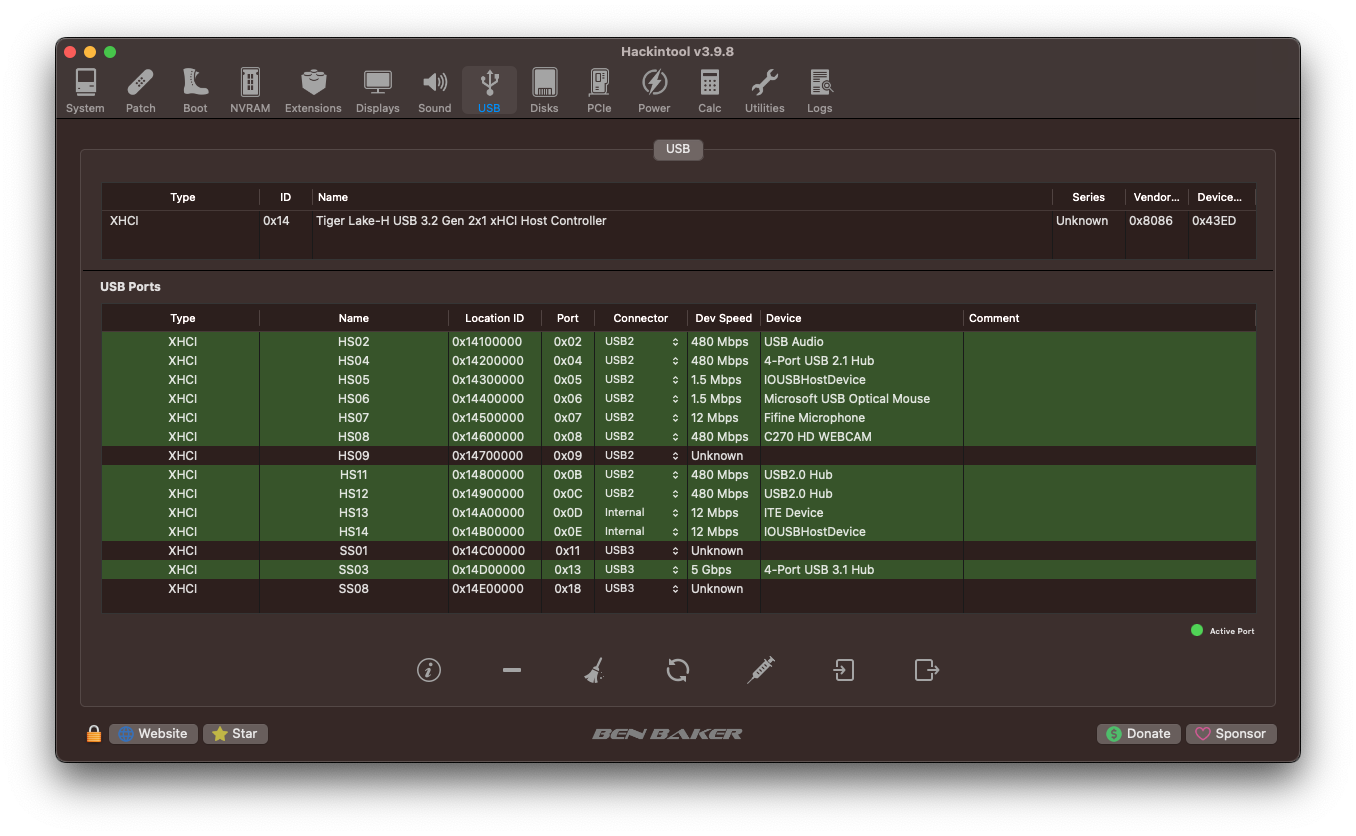 Hackintool v3.9.8
System Patch Boot NVRAM Extensions Displays Sound USB Disks PCIe Power Calc Utilities Logs
USB
Type ID Name Series Vendor... Device...
XHCI 0x14 Tiger Lake-H USB 3.2 Gen 2x1 xHCI Host Controller Unknown 0x8086 0x43ED
USB Ports
Type Name Location ID Port Connector Dev Speed Device Comment
XHCI HS02 0x14100000 0x02 USB2 480 Mbps USB Audio
XHCI HS04 0x14200000 0x04 USB2 480 Mbps 4-Port USB 2.1 Hub
XHCI HS05 0x14300000 0x05 USB2 1.5 Mbps IOUSBHostDevice
XHCI HS06 0x14400000 0x06 USB2 1.5 Mbps Microsoft USB Optical Mouse
XHCI HS07 0x14500000 0x07 USB2 12 Mbps Fifine Microphone
XHCI HS08 0x14600000 0x08 USB2 480 Mbps C270 HD WEBCAM
XHCI HS09 0x14700000 0x09 USB2 Unknown
XHCI HS11 0x14800000 0x0B USB2 480 Mbps USB2.0 Hub
XHCI HS12 0x14900000 0x0C USB2 480 Mbps USB2.0 Hub
XHCI HS13 0x14A00000 0x0D Internal 12 Mbps ITE Device
XHCI HS14 0x14B00000 0x0E Internal 12 Mbps IOUSBHostDevice
XHCI SS01 0x14C00000 0x11 USB3 Unknown
XHCI SS03 0x14D00000 0x13 USB3 5 Gbps 4-Port USB 3.1 Hub
XHCI SS08 0x14E00000 0x18 USB3 Unknown
Active Port
Website Star BEN BAKER Donate Sponsor